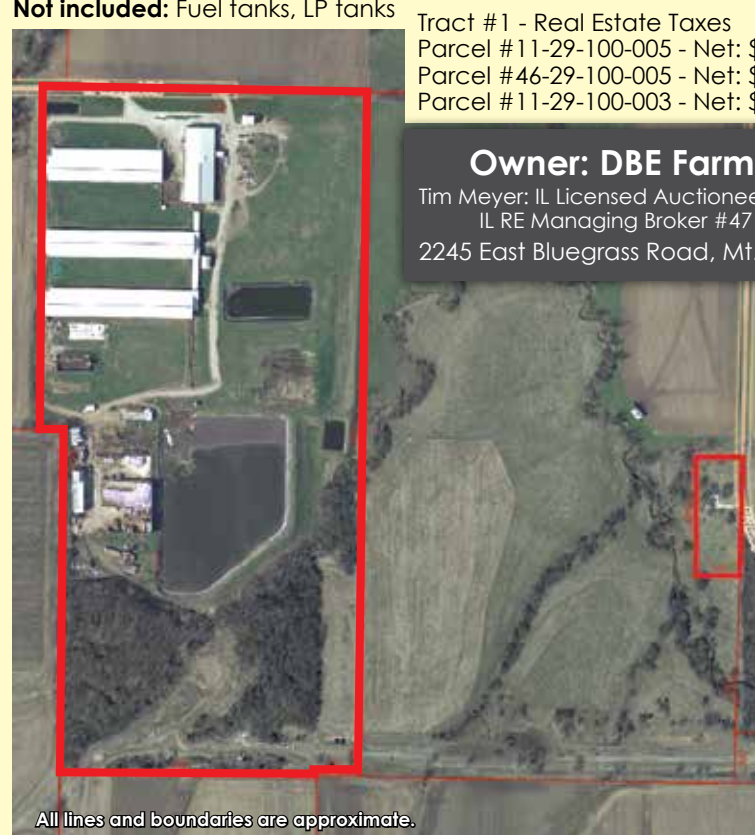 Not included: Fuel tanks, LP tanks
Tract #1 - Real Estate Taxes
Parcel #11-29-100-005 - Net: $
Parcel #46-29-100-005 - Net: $
Parcel #11-29-100-003 - Net: $
Owner: DBE Farm
Tim Meyer: IL Licensed Auctionee
IL RE Managing Broker #47
2245 East Bluegrass Road, Mt.
All lines and boundaries are approximate.